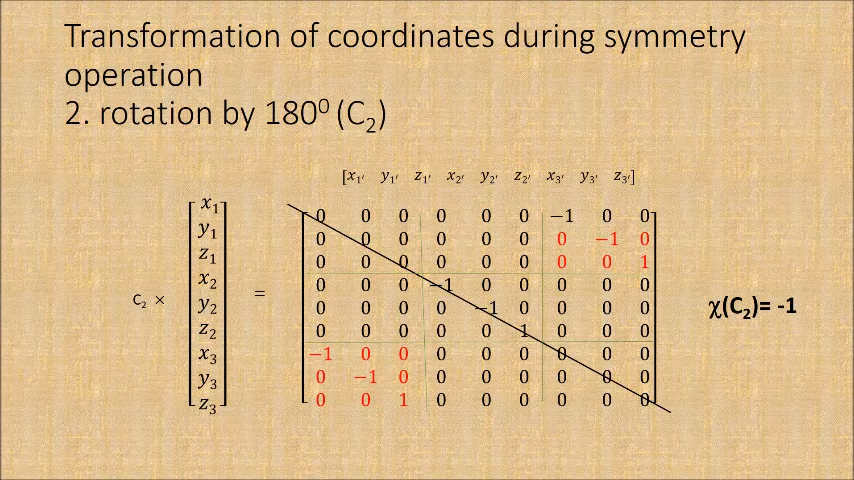 Transformation of coordinates during symmetry
operation
2. rotation by 180⁰ (C₂)
[x₁′ y₁′ z₁′ x₂′ y₂′ z₂′ x₃′ y₃′ z₃′]
x₁
y₁
z₁
x₂
y₂
z₂
x₃
y₃
z₃
C₂ ×
=
0 0 0 0 0 0 −1 0 0
0 0 0 0 0 0 0 −1 0
0 0 0 0 0 0 0 0 1
0 0 0 −1 0 0 0 0 0
0 0 0 0 −1 0 0 0 0
0 0 0 0 0 1 0 0 0
−1 0 0 0 0 0 0 0 0
0 −1 0 0 0 0 0 0 0
0 0 1 0 0 0 0 0 0
χ(C₂)= -1